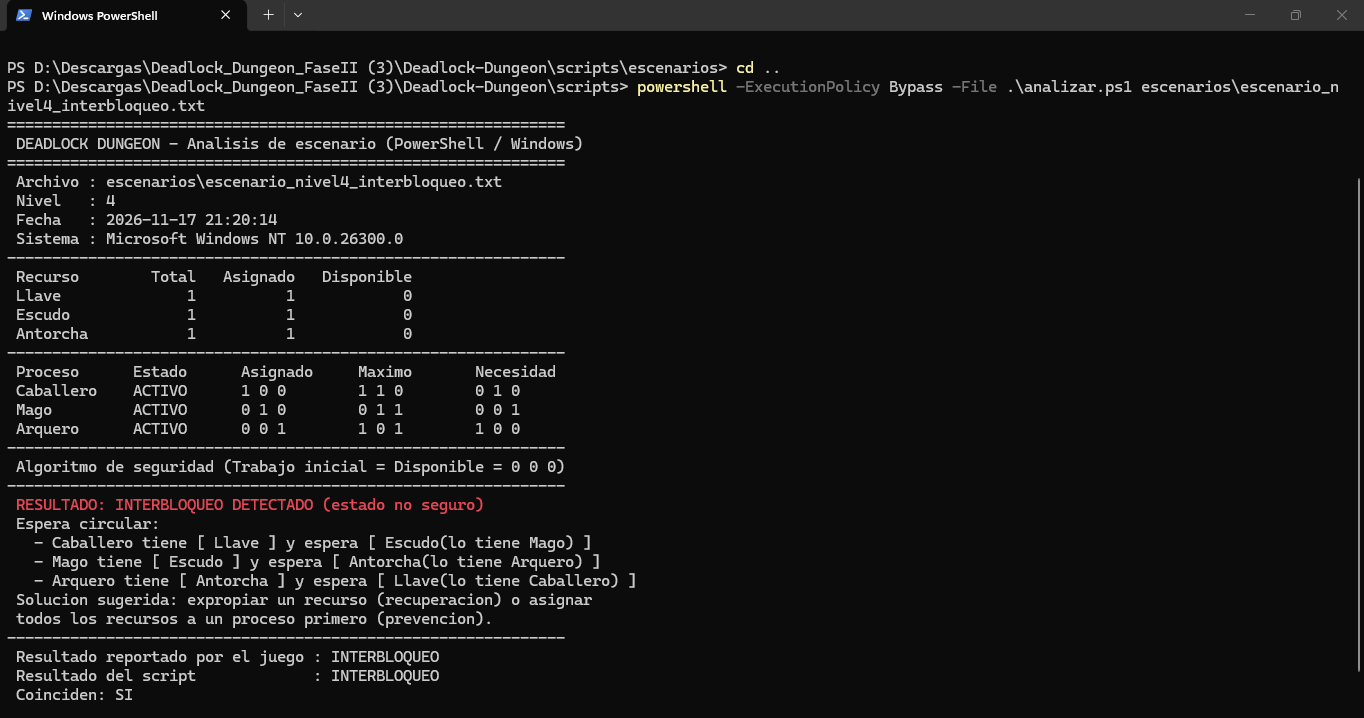 Windows PowerShell
PS D:\Descargas\Deadlock_Dungeon_FaseII (3)\Deadlock-Dungeon\scripts\escenarios> cd ..
PS D:\Descargas\Deadlock_Dungeon_FaseII (3)\Deadlock-Dungeon\scripts> powershell -ExecutionPolicy Bypass -File .\analizar.ps1 escenarios\escenario_n
ivel4_interbloqueo.txt
==============================================================
DEADLOCK DUNGEON - Analisis de escenario (PowerShell / Windows)
==============================================================
Archivo : escenarios\escenario_nivel4_interbloqueo.txt
Nivel   : 4
Fecha   : 2026-11-17 21:20:14
Sistema : Microsoft Windows NT 10.0.26300.0
--------------------------------------------------------------
Recurso        Total   Asignado   Disponible
Llave              1          1            0
Escudo             1          1            0
Antorcha           1          1            0
--------------------------------------------------------------
Proceso      Estado      Asignado     Maximo       Necesidad
Caballero    ACTIVO      1 0 0        1 1 0        0 1 0
Mago         ACTIVO      0 1 0        0 1 1        0 0 1
Arquero      ACTIVO      0 0 1        1 0 1        1 0 0
--------------------------------------------------------------
Algoritmo de seguridad (Trabajo inicial = Disponible = 0 0 0)
--------------------------------------------------------------
RESULTADO: INTERBLOQUEO DETECTADO (estado no seguro)
Espera circular:
  - Caballero tiene [ Llave ] y espera [ Escudo(lo tiene Mago) ]
  - Mago tiene [ Escudo ] y espera [ Antorcha(lo tiene Arquero) ]
  - Arquero tiene [ Antorcha ] y espera [ Llave(lo tiene Caballero) ]
Solucion sugerida: expropiar un recurso (recuperacion) o asignar
todos los recursos a un proceso primero (prevencion).
--------------------------------------------------------------
Resultado reportado por el juego : INTERBLOQUEO
Resultado del script             : INTERBLOQUEO
Coinciden: SI